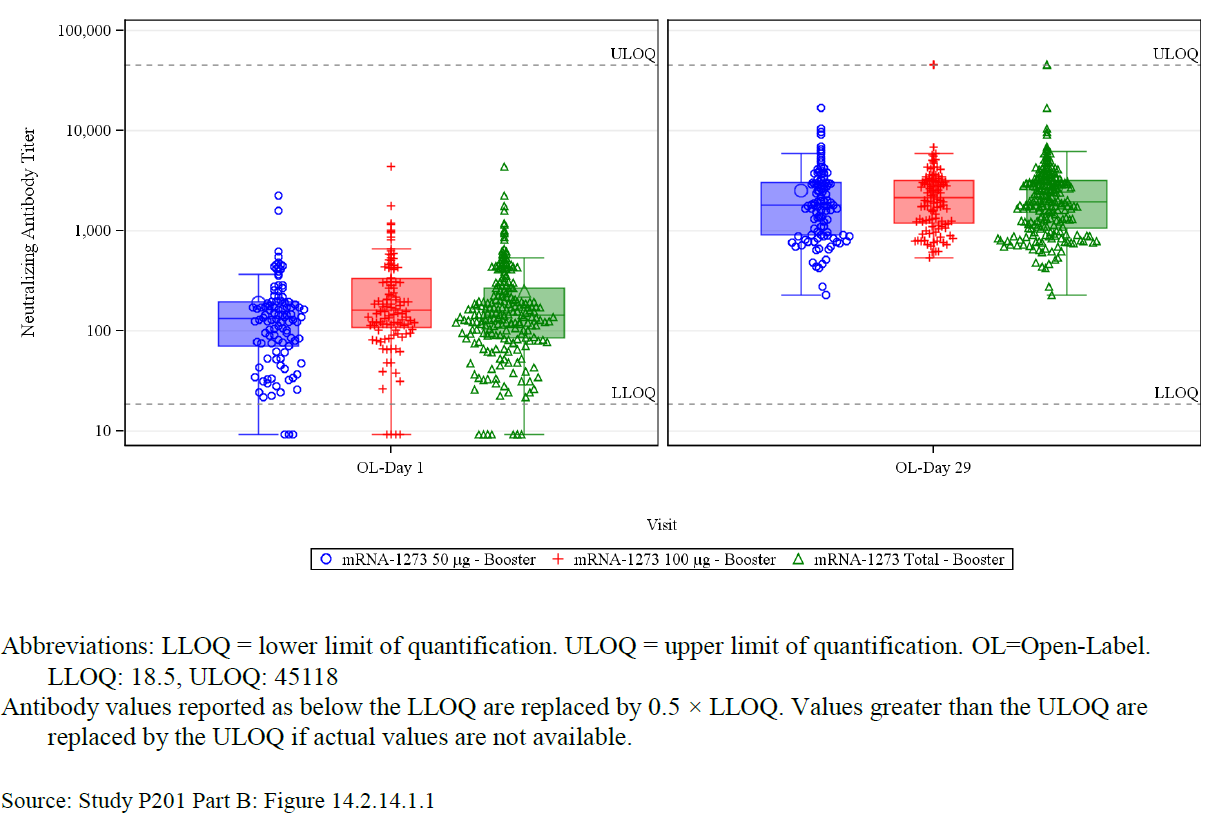 100,000
10,000
1,000
100
10
Neutralizing Antibody Titer
ULOQ
LLOQ
OL-Day 1
ULOQ
LLOQ
OL-Day 29
Visit
mRNA-1273 50 µg - Booster mRNA-1273 100 µg - Booster mRNA-1273 Total - Booster
Abbreviations: LLOQ = lower limit of quantification. ULOQ = upper limit of quantification. OL=Open-Label.
LLOQ: 18.5, ULOQ: 45118
Antibody values reported as below the LLOQ are replaced by 0.5 × LLOQ. Values greater than the ULOQ are
replaced by the ULOQ if actual values are not available.
Source: Study P201 Part B: Figure 14.2.14.1.1